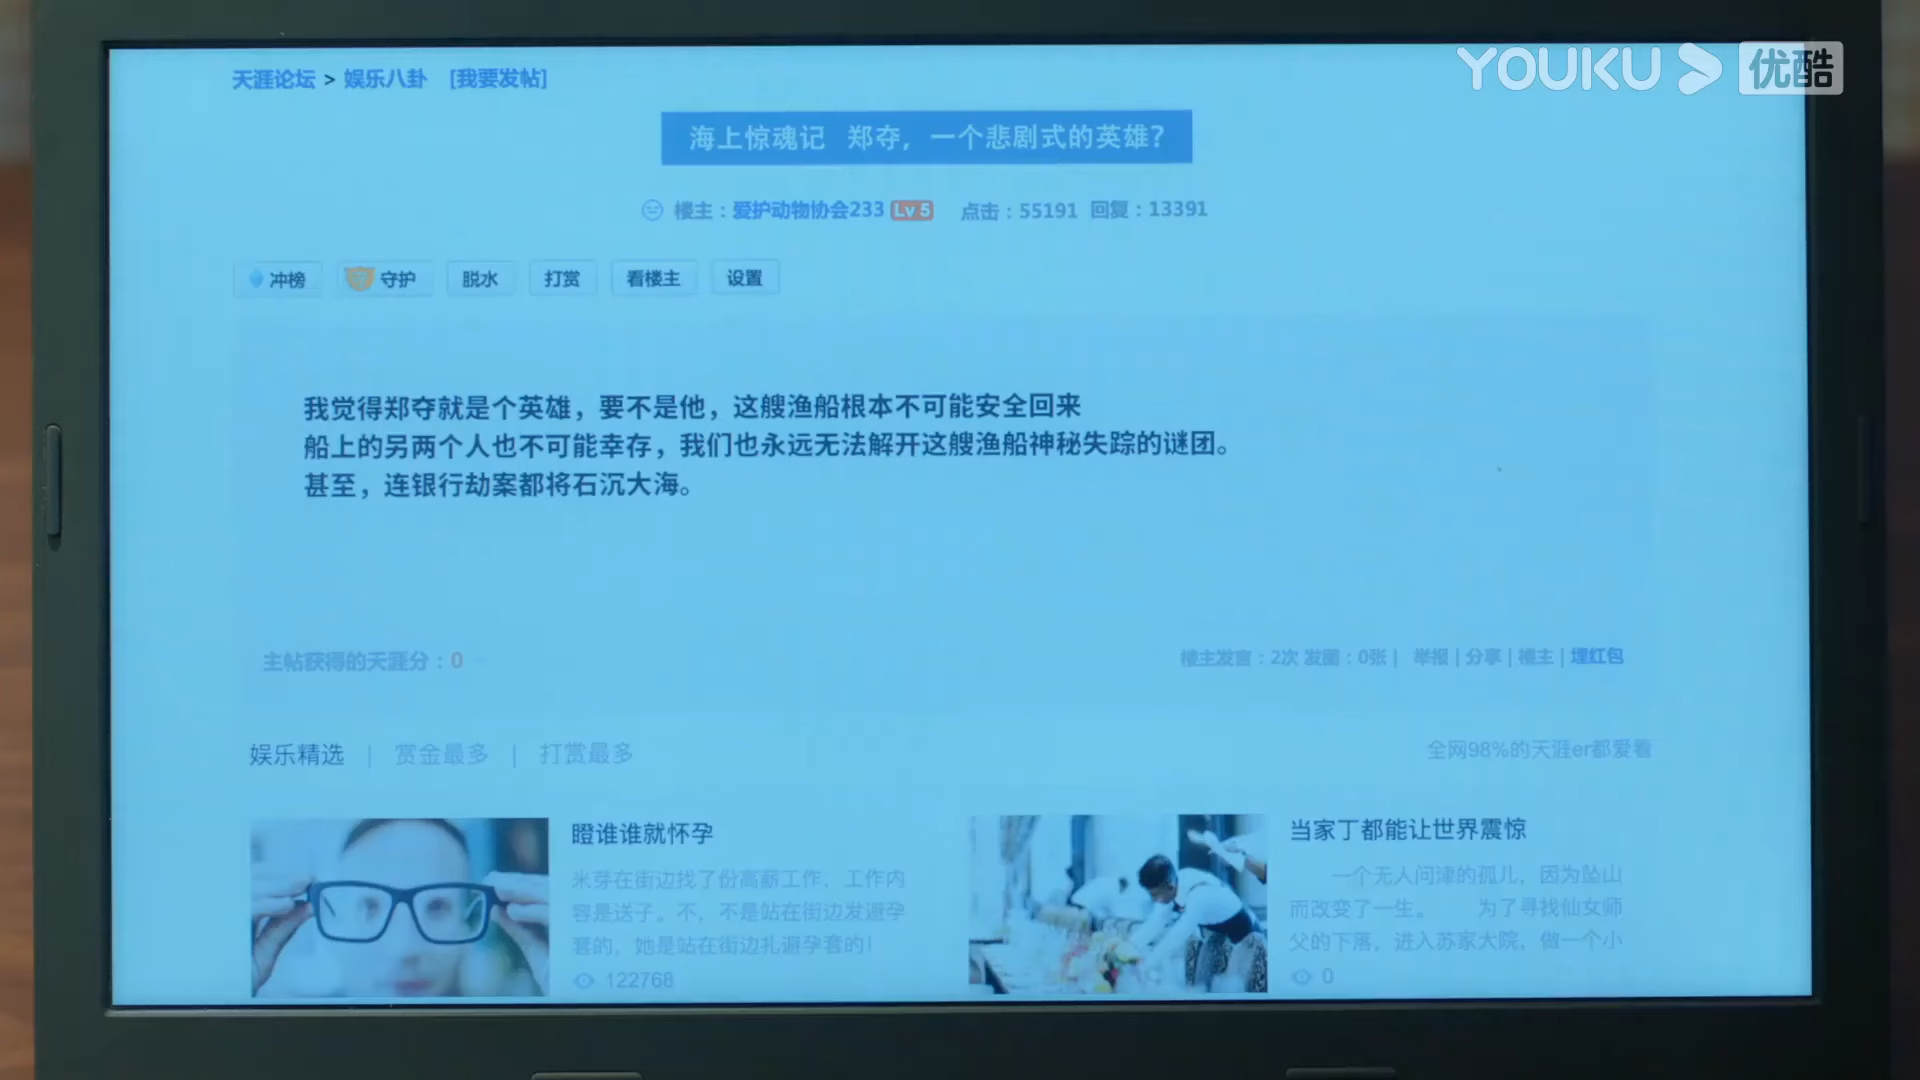 YOUKU 优酷
天涯论坛 > 娱乐八卦 [我要发帖]
海上惊魂记 郑夺，一个悲剧式的英雄？
楼主：爱护动物协会233 Lv 5 点击：55191 回复：13391
冲榜 守护 脱水 打赏 看楼主 设置
我觉得郑夺就是个英雄，要不是他，这艘渔船根本不可能安全回来
船上的另两个人也不可能幸存，我们也永远无法解开这艘渔船神秘失踪的谜团。
甚至，连银行劫案都将石沉大海。
主帖获得的天涯分：0
楼主发言：2次 发图：0张 | 举报 | 分享 | 楼主 | 埋红包
娱乐精选 | 赏金最多 | 打赏最多
全网98%的天涯er都爱看
瞪谁谁就怀孕
米芽在街边找了份高薪工作，工作内
容是送子。不，不是站在街边发避孕
套的，她是站在街边扎避孕套的！
122768
当家丁都能让世界震惊
一个无人问津的孤儿，因为坠山
而改变了一生。 为了寻找仙女师
父的下落，进入苏家大院，做一个小
0